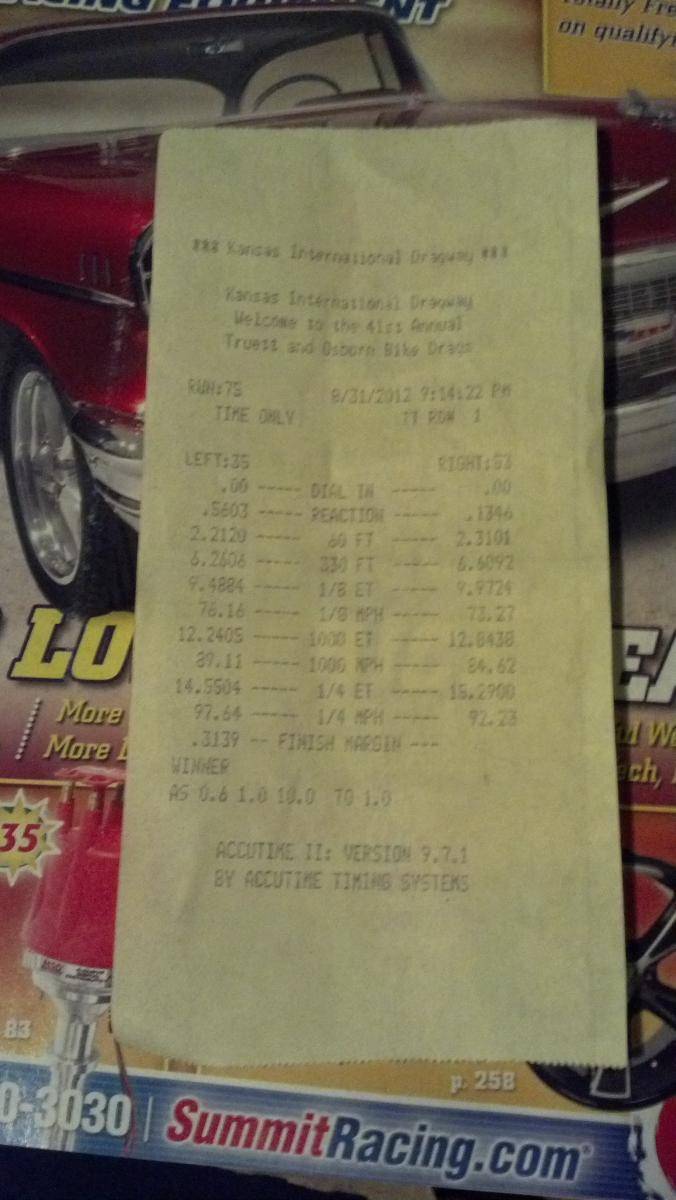 on qualify
### Kansas International Dragway ###
Kansas International Dragway
Welcome to the 41rs Annual
Truett and Osborn Bike Drags
RUN:75 8/31/2012 9:14:22 PM
TIME ONLY TT RDW 1
LEFT:35 RIGHT:53
.00 ----- DIAL IN ----- .00
.5603 ----- REACTION ----- .1346
2.2120 ----- 60 FT ----- 2.3101
6.2606 ----- 330 FT ----- 6.6092
9.4884 ----- 1/8 ET ----- 9.9724
76.16 ----- 1/8 MPH ----- 73.27
12.2405 ----- 1000 ET ----- 12.8438
89.11 ----- 1000 MPH ----- 84.62
14.5504 ----- 1/4 ET ----- 15.2900
97.64 ----- 1/4 MPH ----- 92.23
.3139 -- FINISH MARGIN ---
WINNER
AS 0.6 1.0 10.0 TO 1.0
ACCUTIME II: VERSION 9.7.1
BY ACCUTIME TIMING SYSTEMS
LO
More
More
35
83
p. 258
0-3030 | SummitRacing.com